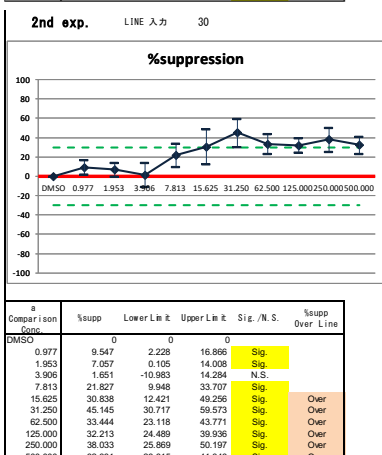 2nd exp. LINE 入力 30
%suppression
100
80
60
40
20
0
-20
-40
-60
-80
-100
DMSO 0.977 1.953 3.906 7.813 15.625 31.250 62.500 125.000 250.000 500.000
a Comparison Conc. %supp Lower Limit Upper Limit Sig./N.S. %supp Over Line
DMSO 0 0 0
0.977 9.547 2.228 16.866 Sig.
1.953 7.057 0.105 14.008 Sig.
3.906 1.651 -10.983 14.284 N.S.
7.813 21.827 9.948 33.707 Sig.
15.625 30.838 12.421 49.256 Sig. Over
31.250 45.145 30.717 59.573 Sig. Over
62.500 33.444 23.118 43.771 Sig. Over
125.000 32.213 24.489 39.936 Sig. Over
250.000 38.033 25.869 50.197 Sig. Over